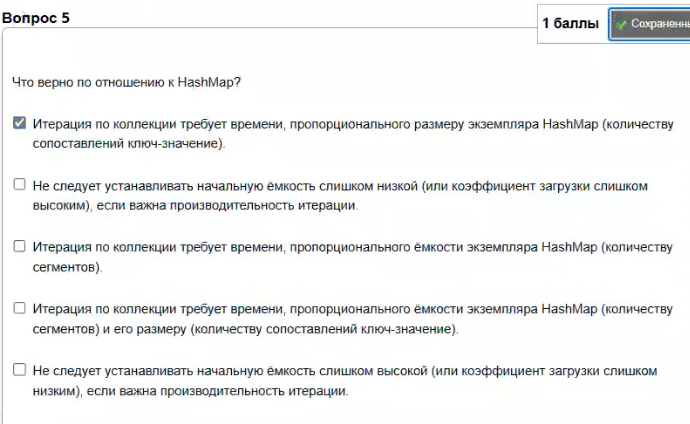 Вопрос 5
1 баллы
Что верно по отношению к HashMap?
Итерация по коллекции требует времени, пропорционального размеру экземпляра HashMap (количеству
сопоставлений ключ-значение).
Не следует устанавливать начальную ёмкость слишком низкой (или коэффициент загрузки слишком
высоким), если важна производительность итерации.
Итерация по коллекции требует времени, пропорционального ёмкости экземпляра HashMap (количеству
сегментов).
Итерация по коллекции требует времени, пропорционального ёмкости экземпляра HashMap (количеству
сегментов) и его размеру (количеству сопоставлений ключ-значение).
Не следует устанавливать начальную ёмкость слишком высокой (или коэффициент загрузки слишком
низким), если важна производительность итерации.